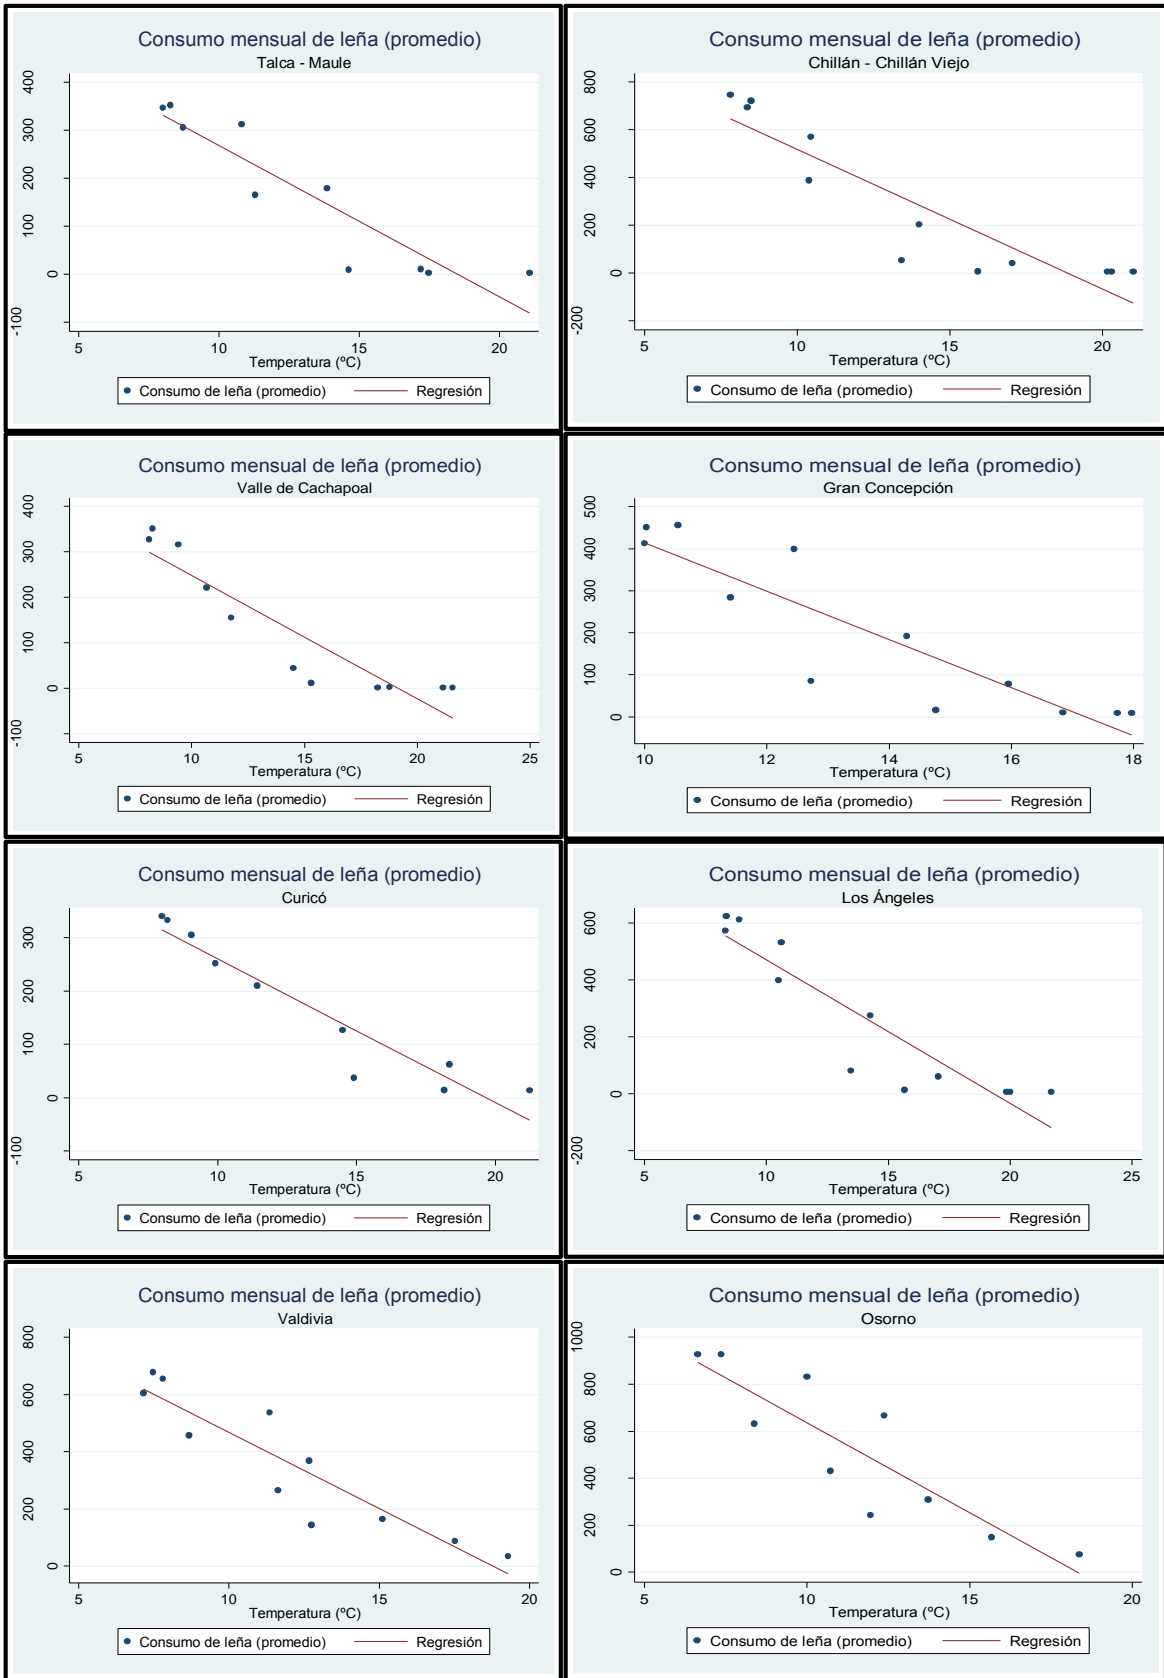 Consumo mensual de leña (promedio)
Talca - Maule
400
300
200
100
0
-100
5 10 15 20
Temperatura (ºC)
Consumo de leña (promedio) Regresión
Consumo mensual de leña (promedio)
Chillán - Chillán Viejo
800
600
400
200
0
-200
5 10 15 20
Temperatura (ºC)
Consumo de leña (promedio) Regresión
Consumo mensual de leña (promedio)
Valle de Cachapoal
400
300
200
100
0
-100
5 10 15 20 25
Temperatura (ºC)
Consumo de leña (promedio) Regresión
Consumo mensual de leña (promedio)
Gran Concepción
500
400
300
200
100
0
10 12 14 16 18
Temperatura (ºC)
Consumo de leña (promedio) Regresión
Consumo mensual de leña (promedio)
Curicó
300
200
100
0
-100
5 10 15 20
Temperatura (ºC)
Consumo de leña (promedio) Regresión
Consumo mensual de leña (promedio)
Los Ángeles
600
400
200
0
-200
5 10 15 20 25
Temperatura (ºC)
Consumo de leña (promedio) Regresión
Consumo mensual de leña (promedio)
Valdivia
800
600
400
200
0
5 10 15 20
Temperatura (ºC)
Consumo de leña (promedio) Regresión
Consumo mensual de leña (promedio)
Osorno
1000
800
600
400
200
0
5 10 15 20
Temperatura (ºC)
Consumo de leña (promedio) Regresión